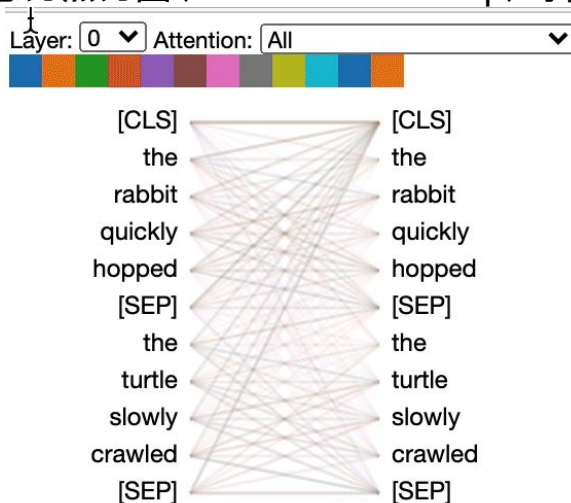 Layer: 0 Attention: All
[CLS] [CLS]
the the
rabbit rabbit
quickly quickly
hopped hopped
[SEP] [SEP]
the the
turtle turtle
slowly slowly
crawled crawled
[SEP] [SEP]